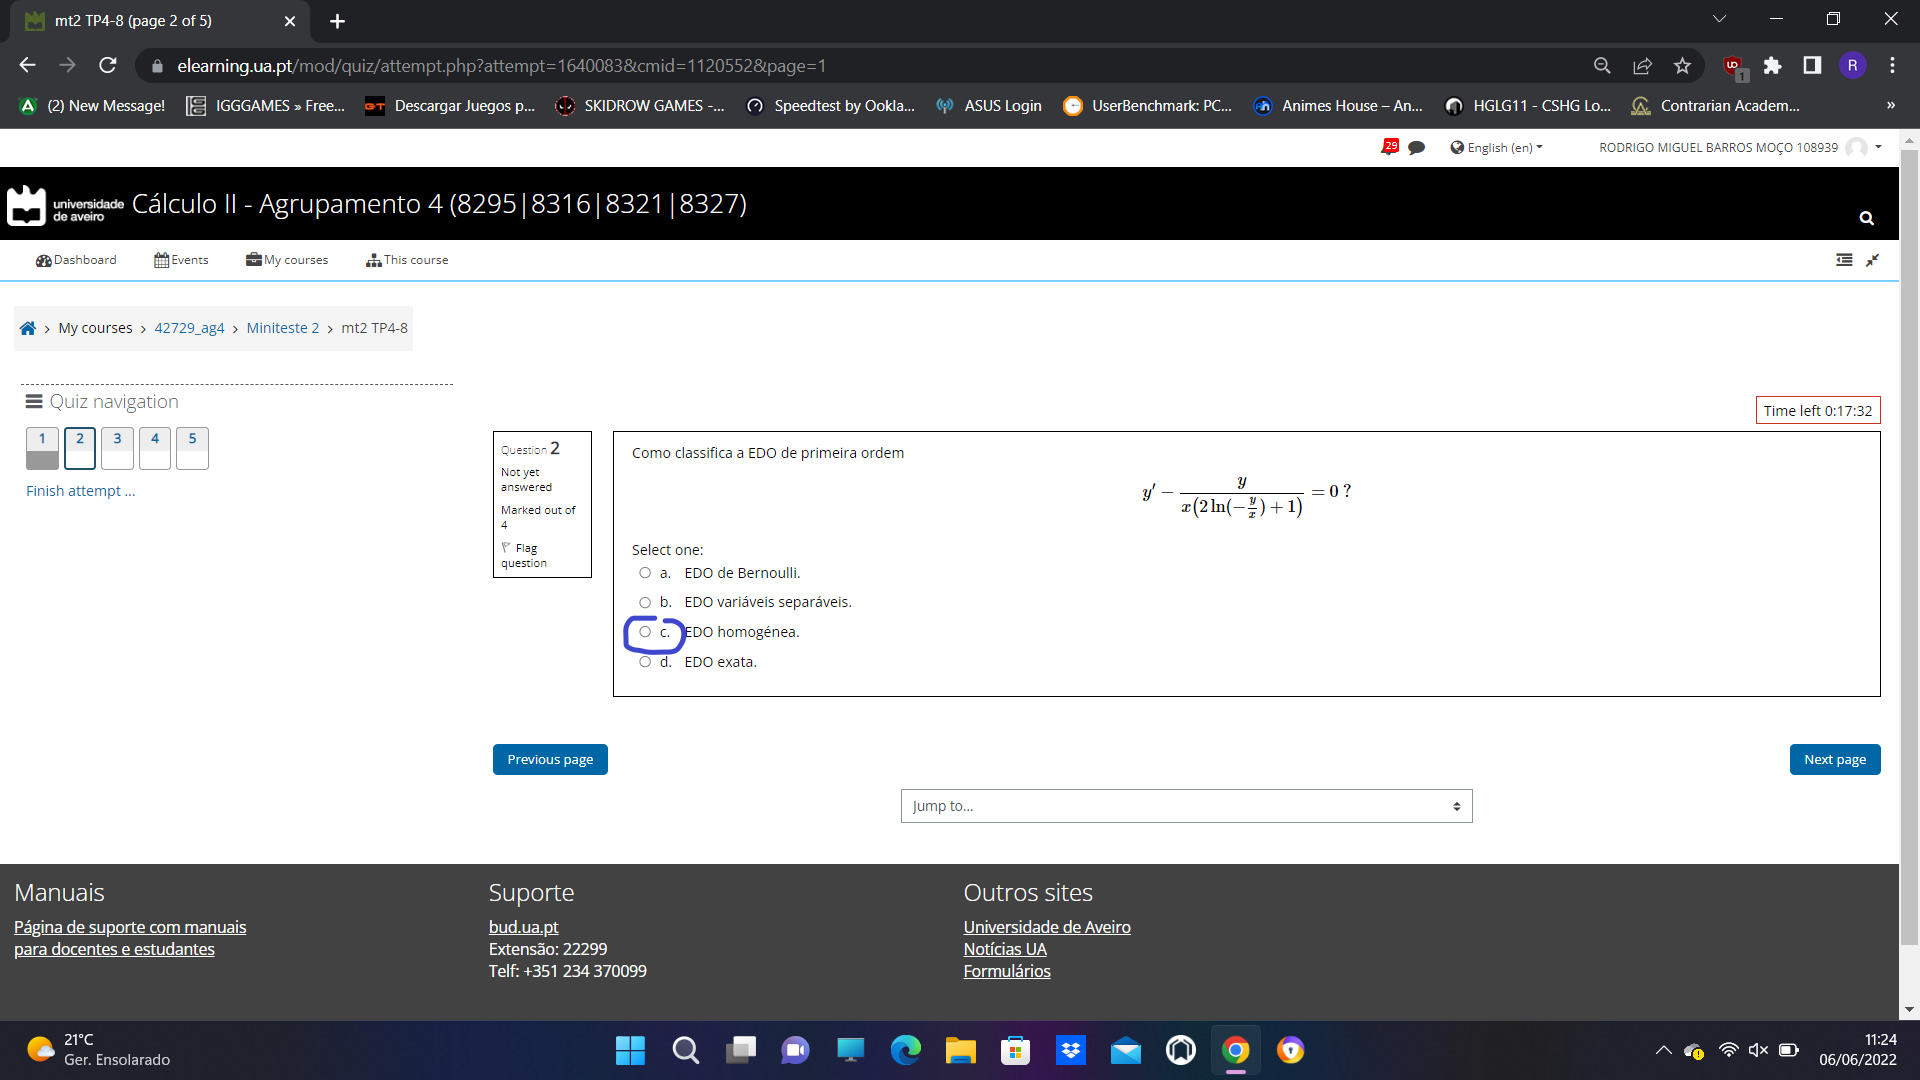 mt2 TP4-8 (page 2 of 5)
elearning.ua.pt/mod/quiz/attempt.php?attempt=1640083&cmid=1120552&page=1
1
R
(2) New Message!
IGGGAMES » Free...
Descargar Juegos p...
SKIDROW GAMES -...
Speedtest by Ookla...
ASUS Login
UserBenchmark: PC...
Animes House – An...
HGLG11 - CSHG Lo...
Contrarian Academ...
»
29
English (en)
RODRIGO MIGUEL BARROS MOÇO 108939
universidade
de aveiro
Cálculo II - Agrupamento 4 (8295|8316|8321|8327)
Dashboard
Events
My courses
This course
My courses › 42729_ag4 › Miniteste 2 › mt2 TP4-8
Quiz navigation
1 2 3 4 5
Finish attempt ...
Time left 0:17:32
Question 2
Not yet
answered
Marked out of
4
Flag
question
Como classifica a EDO de primeira ordem
y′ − y / (x(2 ln(−y/x) + 1)) = 0 ?
Select one:
a. EDO de Bernoulli.
b. EDO variáveis separáveis.
c. EDO homogénea.
d. EDO exata.
Previous page
Next page
Jump to...
Manuais
Página de suporte com manuais
para docentes e estudantes
Suporte
bud.ua.pt
Extensão: 22299
Telf: +351 234 370099
Outros sites
Universidade de Aveiro
Notícias UA
Formulários
21°C
Ger. Ensolarado
11:24
06/06/2022